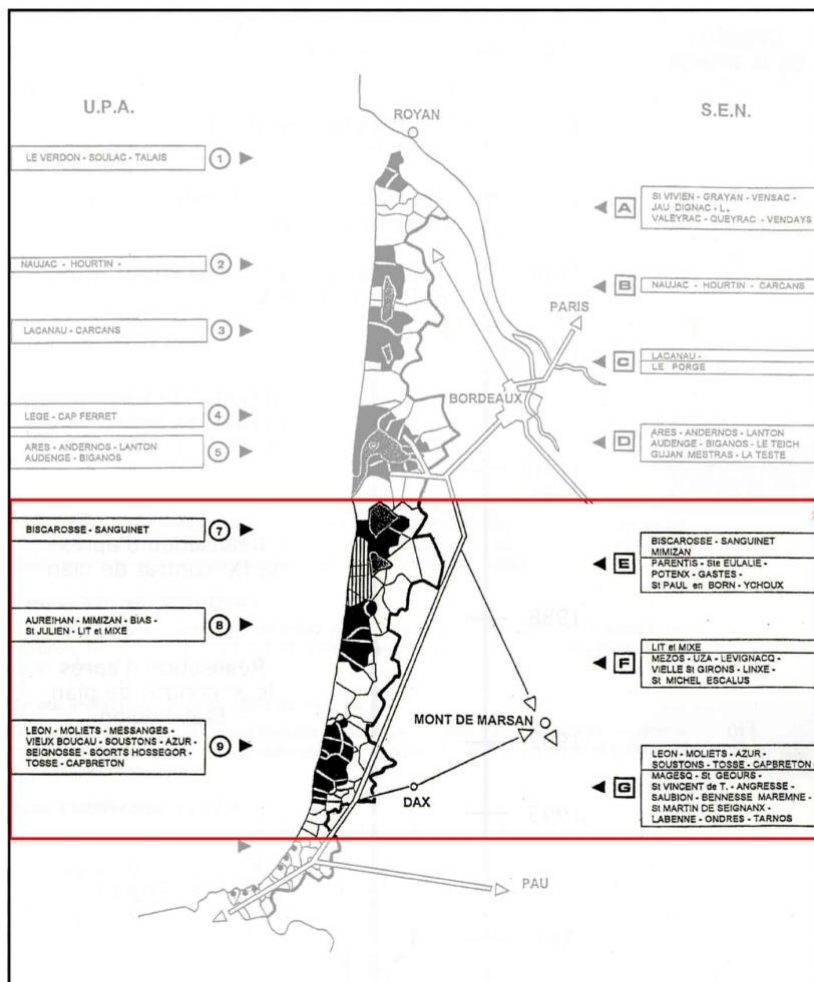 U.P.A.
S.E.N.
ROYAN
LE VERDON - SOULAC - TALAIS
1
A
St VIVIEN - GRAYAN - VENSAC -
JAU DIGNAC - L.
VALEYRAC - QUEYRAC - VENDAYS
NAUJAC - HOURTIN -
2
B
NAUJAC - HOURTIN - CARCANS
PARIS
LACANAU - CARCANS
3
C
LACANAU -
LE PORGE
BORDEAUX
LEGE - CAP FERRET
4
ARES - ANDERNOS - LANTON
AUDENGE - BIGANOS
5
D
ARES - ANDERNOS - LANTON
AUDENGE - BIGANOS - LE TEICH
GUJAN MESTRAS - LA TESTE
BISCAROSSE - SANGUINET
7
E
BISCAROSSE - SANGUINET
MIMIZAN
PARENTIS - Ste EULALIE -
POTENX - GASTES -
St PAUL en BORN - YCHOUX
AUREIHAN - MIMIZAN - BIAS -
St JULIEN - LIT et MIXE
8
F
LIT et MIXE
MEZOS - UZA - LEVIGNACQ -
VIELLE St GIRONS - LINXE -
St MICHEL ESCALUS
MONT DE MARSAN
LEON - MOLIETS - MESSANGES -
VIEUX BOUCAU - SOUSTONS - AZUR -
SEIGNOSSE - SOORTS HOSSEGOR -
TOSSE - CAPBRETON
9
G
LEON - MOLIETS - AZUR -
SOUSTONS - TOSSE - CAPBRETON
MAGESQ - St GEOURS -
St VINCENT de T. - ANGRESSE -
SAUBION - BENNESSE MAREMNE -
St MARTIN DE SEIGNANX -
LABENNE - ONDRES - TARNOS
DAX
PAU